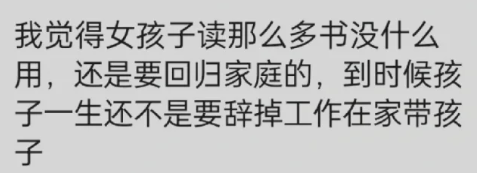 我觉得女孩子读那么多书没什么
用，还是要回归家庭的，到时候孩
子一生还不是要辞掉工作在家带孩
子